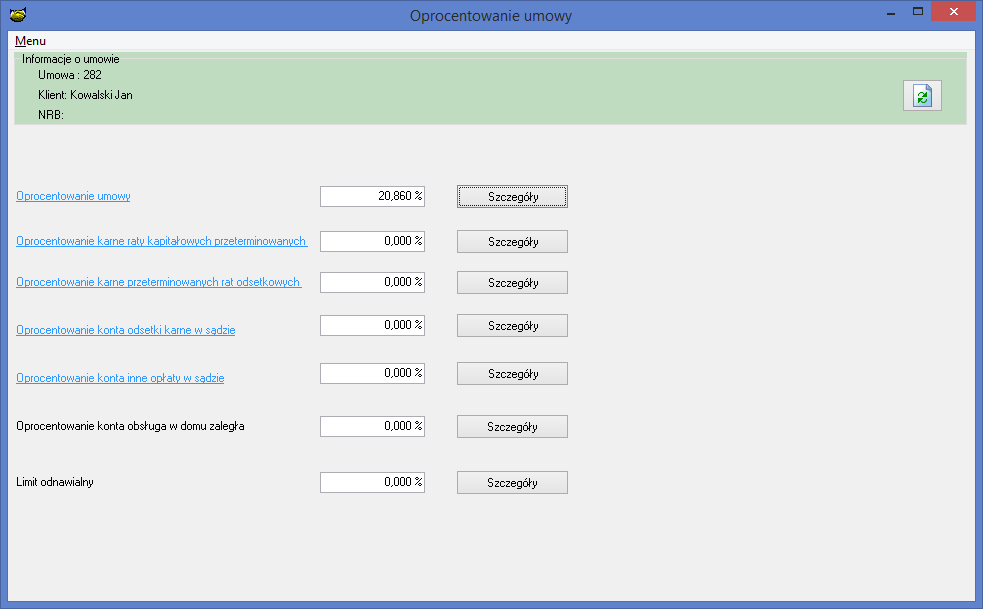 Oprocentowanie umowy
Menu
Informacje o umowie
Umowa : 282
Klient: Kowalski Jan
NRB:
Oprocentowanie umowy 20,860 % Szczegóły
Oprocentowanie karne raty kapitałowych przeterminowanych 0,000 % Szczegóły
Oprocentowanie karne przeterminowanych rat odsetkowych 0,000 % Szczegóły
Oprocentowanie konta odsetki karne w sądzie 0,000 % Szczegóły
Oprocentowanie konta inne opłaty w sądzie 0,000 % Szczegóły
Oprocentowanie konta obsługa w domu zaległa 0,000 % Szczegóły
Limit odnawialny 0,000 % Szczegóły